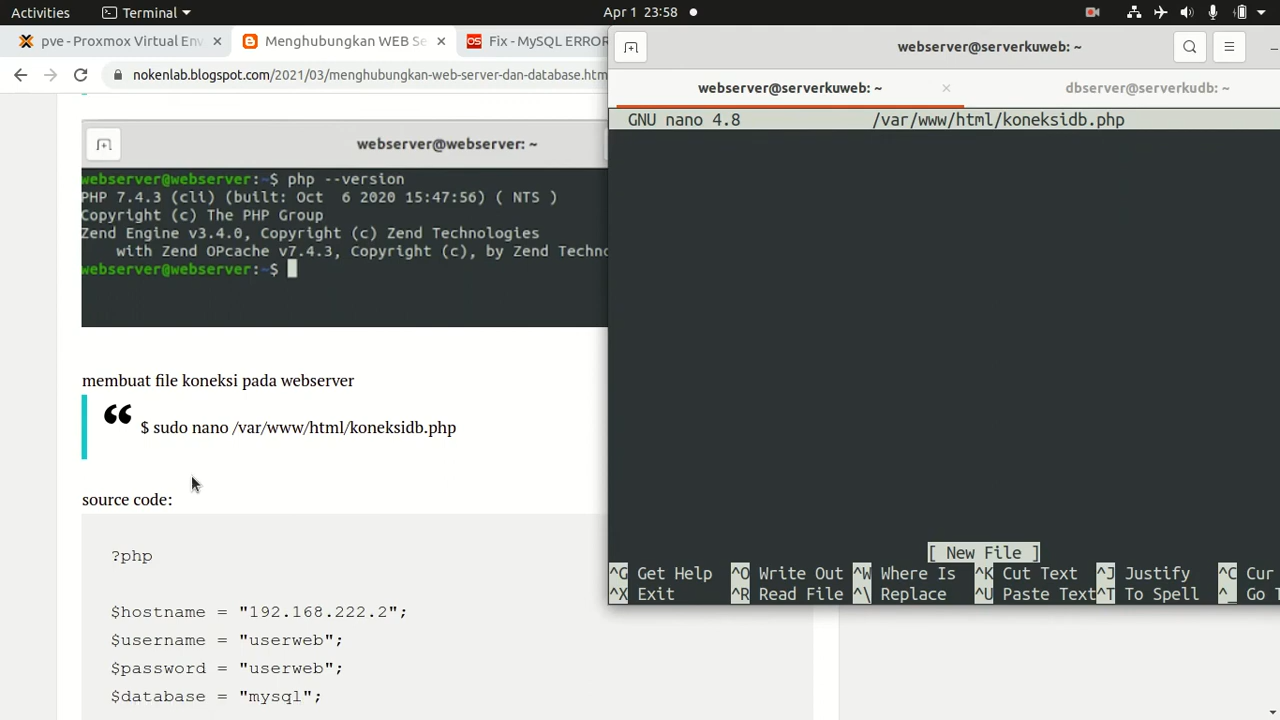 Activities
Terminal
Apr 1 23:58
pve - Proxmox Virtual Env
Menghubungkan WEB Se
Fix - MySQL ERROR
nokenlab.blogspot.com/2021/03/menghubungkan-web-server-dan-database.htm
webserver@webserver: ~
webserver@webserver:~$ php --version
PHP 7.4.3 (cli) (built: Oct 6 2020 15:47:56) ( NTS )
Copyright (c) The PHP Group
Zend Engine v3.4.0, Copyright (c) Zend Technologies
with Zend OPcache v7.4.3, Copyright (c), by Zend Techno
webserver@webserver:~$
membuat file koneksi pada webserver
“ $ sudo nano /var/www/html/koneksidb.php
source code:
?php
$hostname = "192.168.222.2";
$username = "userweb";
$password = "userweb";
$database = "mysql";
webserver@serverkuweb: ~
webserver@serverkuweb: ~
dbserver@serverkudb: ~
GNU nano 4.8 /var/www/html/koneksidb.php
[ New File ]
^G Get Help ^O Write Out ^W Where Is ^K Cut Text ^J Justify ^C Cur
^X Exit ^R Read File ^\ Replace ^U Paste Text ^T To Spell ^_ Go T